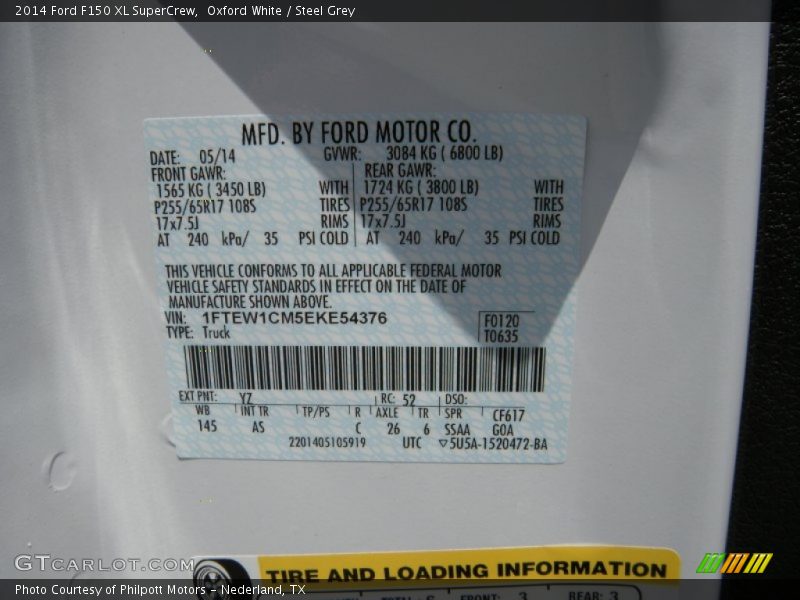 2014 Ford F150 XL SuperCrew, Oxford White / Steel Grey
MFD. BY FORD MOTOR CO.
DATE: 05/14 GVWR: 3084 KG ( 6800 LB)
FRONT GAWR: REAR GAWR:
1565 KG ( 3450 LB) WITH 1724 KG ( 3800 LB) WITH
P255/65R17 108S TIRES P255/65R17 108S TIRES
17x7.5J RIMS 17x7.5J RIMS
AT 240 kPa/ 35 PSI COLD AT 240 kPa/ 35 PSI COLD
THIS VEHICLE CONFORMS TO ALL APPLICABLE FEDERAL MOTOR
VEHICLE SAFETY STANDARDS IN EFFECT ON THE DATE OF
MANUFACTURE SHOWN ABOVE.
VIN: 1FTEW1CM5EKE54376 F0120
TYPE: Truck T0635
EXT PNT: YZ RC: 52 DSO:
WB INT TR TP/PS R AXLE TR SPR CF617
145 AS C 26 6 SSAA GOA
2201405105919 UTC ▽5U5A-1520472-BA
TIRE AND LOADING INFORMATION
FRONT: 3 REAR: 3
GTCARLOT.COM
Photo Courtesy of Philpott Motors - Nederland, TX